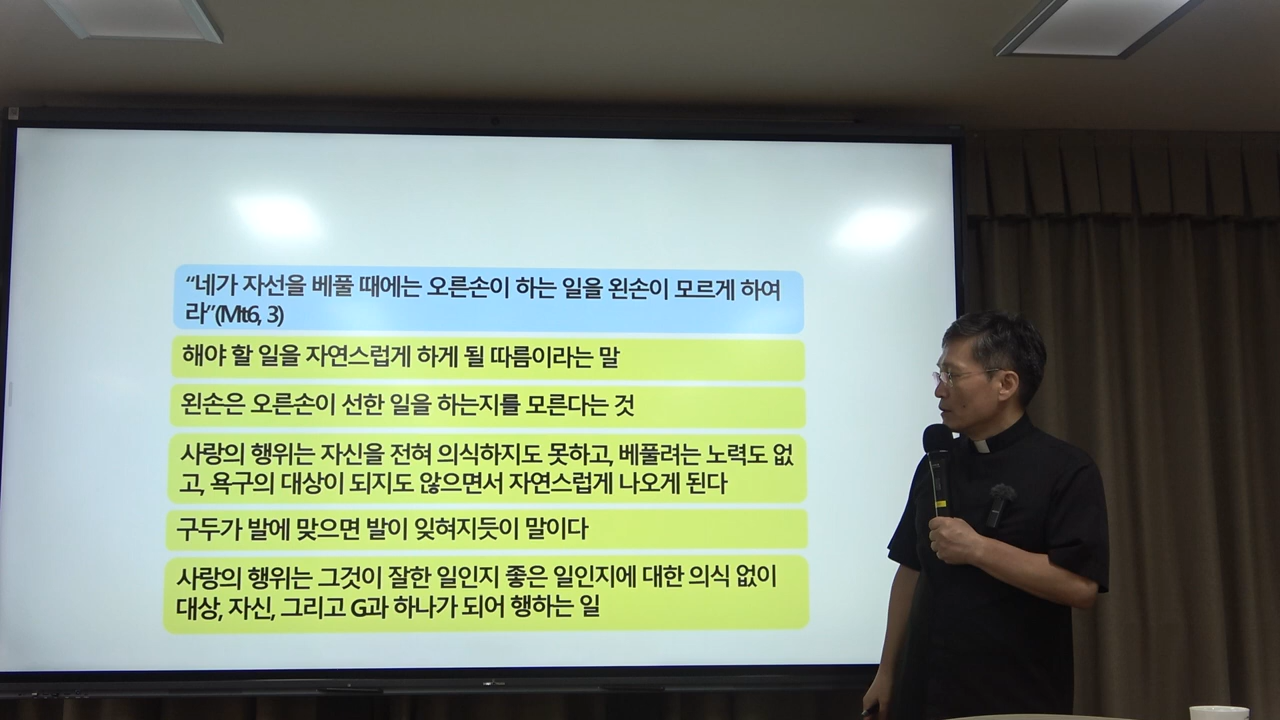 “네가 자선을 베풀 때에는 오른손이 하는 일을 왼손이 모르게 하여
라”(Mt6, 3)
해야 할 일을 자연스럽게 하게 될 따름이라는 말
왼손은 오른손이 선한 일을 하는지를 모른다는 것
사랑의 행위는 자신을 전혀 의식하지도 못하고, 베풀려는 노력도 없
고, 욕구의 대상이 되지도 않으면서 자연스럽게 나오게 된다
구두가 발에 맞으면 발이 잊혀지듯이 말이다
사랑의 행위는 그것이 잘한 일인지 좋은 일인지에 대한 의식 없이
대상, 자신, 그리고 G과 하나가 되어 행하는 일